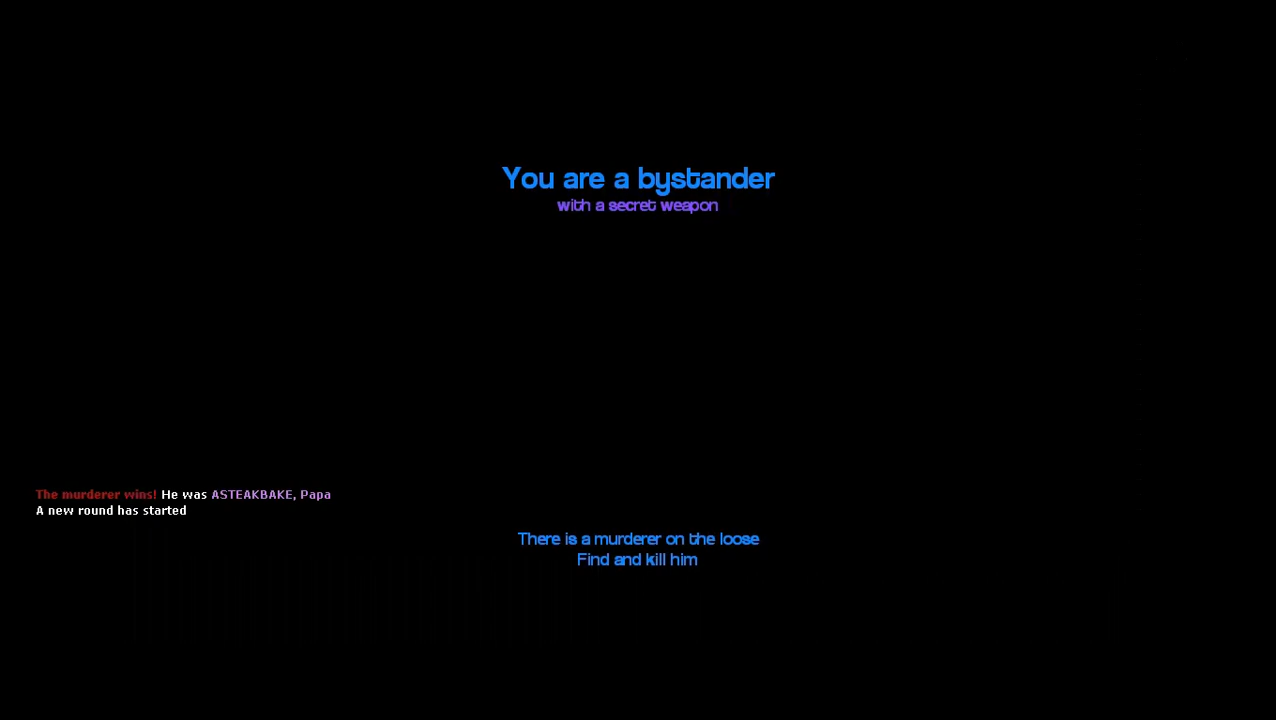 You are a bystander
with a secret weapon
The murderer wins! He was ASTEAKBAKE, Papa
A new round has started
There is a murderer on the loose
Find and kill him